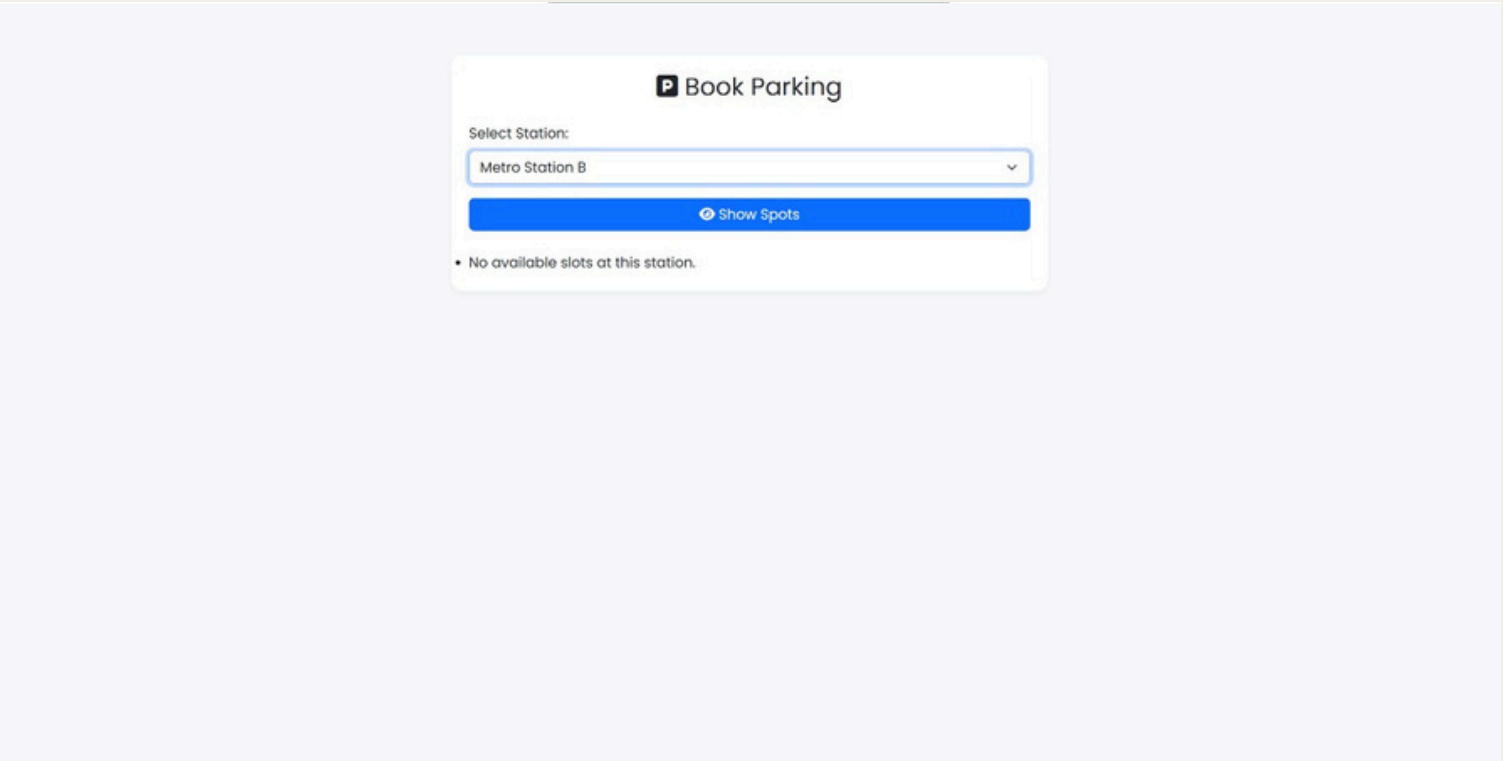 P Book Parking
Select Station:
Metro Station B
Show Spots
• No available slots at this station.